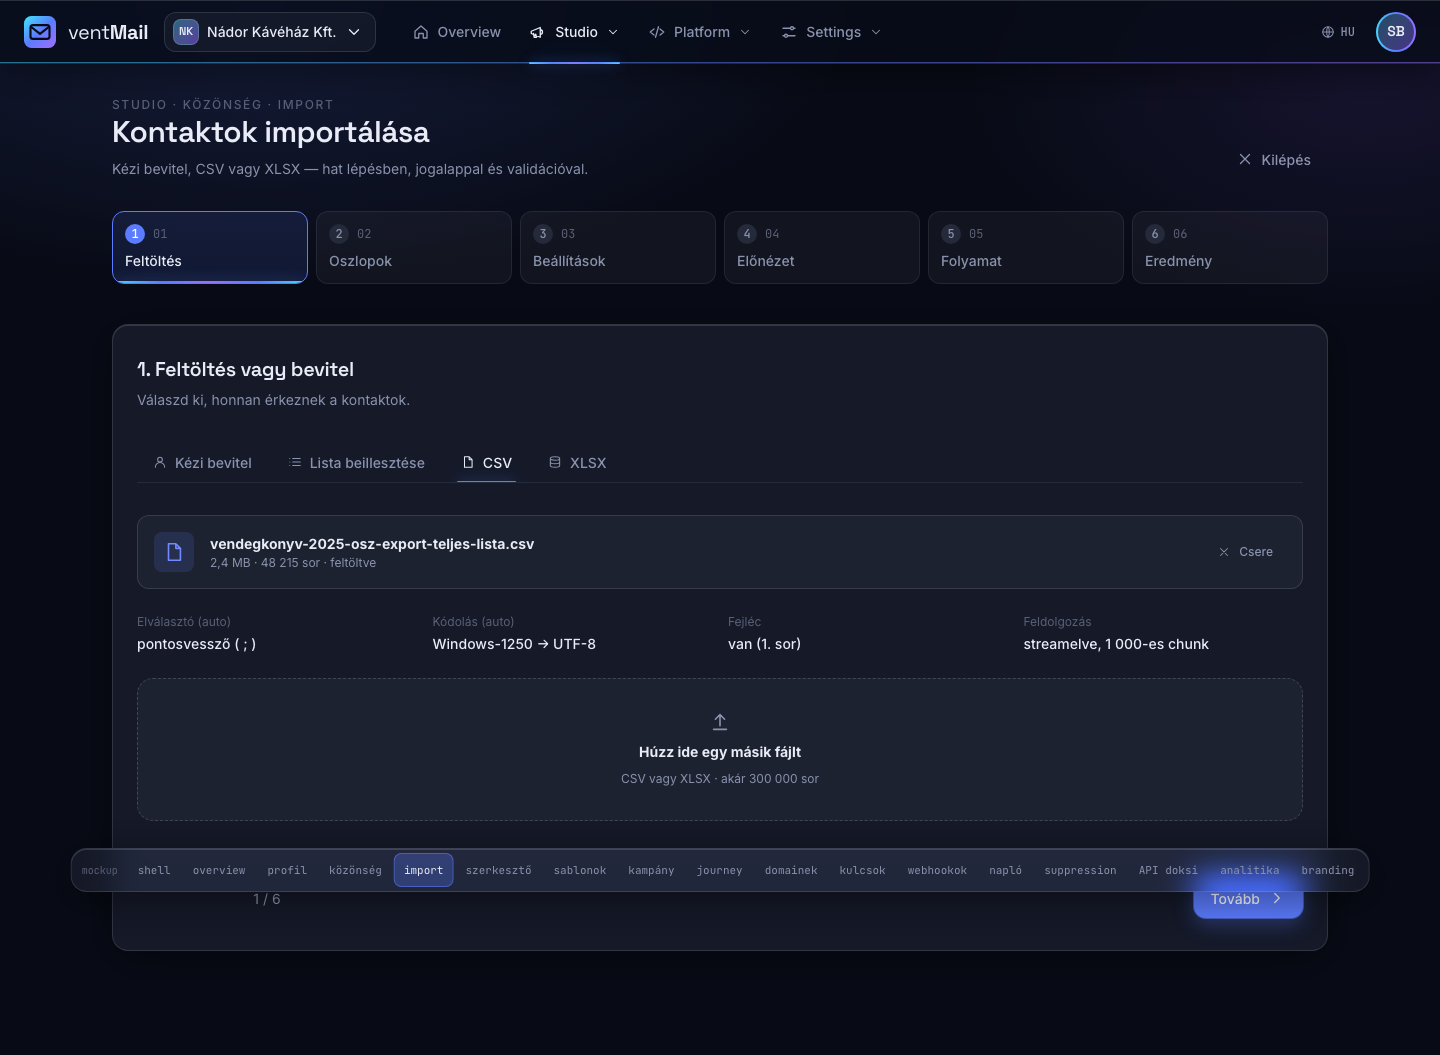 ventMail
NK Nádor Kávéház Kft.
Overview
Studio
Platform
Settings
HU
SB
STUDIO · KÖZÖNSÉG · IMPORT
Kontaktok importálása
Kézi bevitel, CSV vagy XLSX — hat lépésben, jogalappal és validációval.
Kilépés
1 01
Feltöltés
2 02
Oszlopok
3 03
Beállítások
4 04
Előnézet
5 05
Folyamat
6 06
Eredmény
1. Feltöltés vagy bevitel
Válaszd ki, honnan érkeznek a kontaktok.
Kézi bevitel
Lista beillesztése
CSV
XLSX
vendegkonyv-2025-osz-export-teljes-lista.csv
2,4 MB · 48 215 sor · feltöltve
Csere
Elválasztó (auto)
pontosvessző ( ; )
Kódolás (auto)
Windows-1250 → UTF-8
Fejléc
van (1. sor)
Feldolgozás
streamelve, 1 000-es chunk
Húzz ide egy másik fájlt
CSV vagy XLSX · akár 300 000 sor
mockup shell overview profil közönség import szerkesztő sablonok kampány journey domainek kulcsok webhookok napló suppression API doksi analitika branding
1 / 6
Tovább